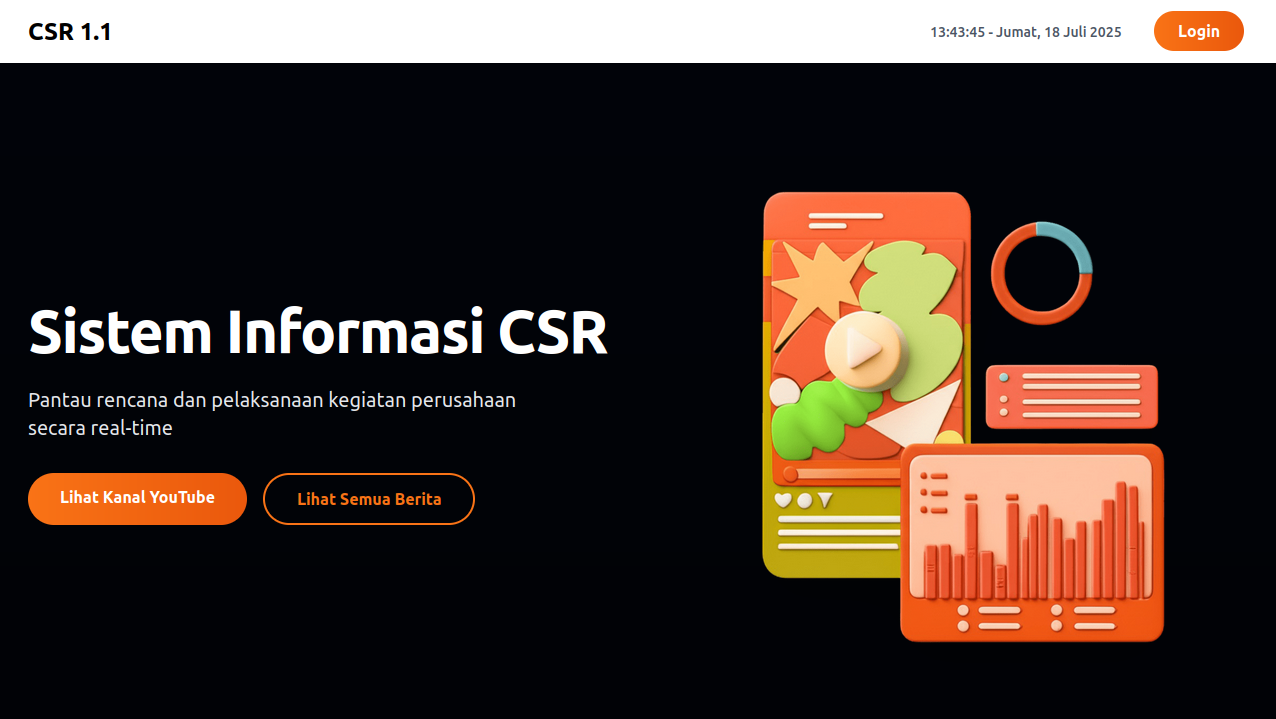 CSR 1.1
13:43:45 - Jumat, 18 Juli 2025
Login
Sistem Informasi CSR
Pantau rencana dan pelaksanaan kegiatan perusahaan
secara real-time
Lihat Kanal YouTube
Lihat Semua Berita